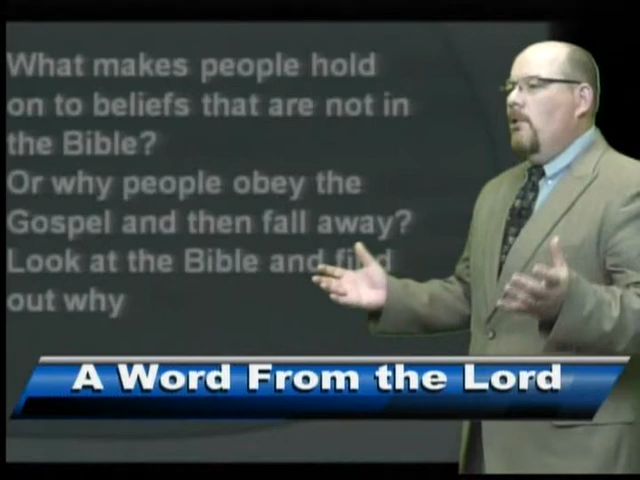 What makes people hold
on to beliefs that are not in
the Bible?
Or why people obey the
Gospel and then fall away?
Look at the Bible and find
out why
A Word From the Lord